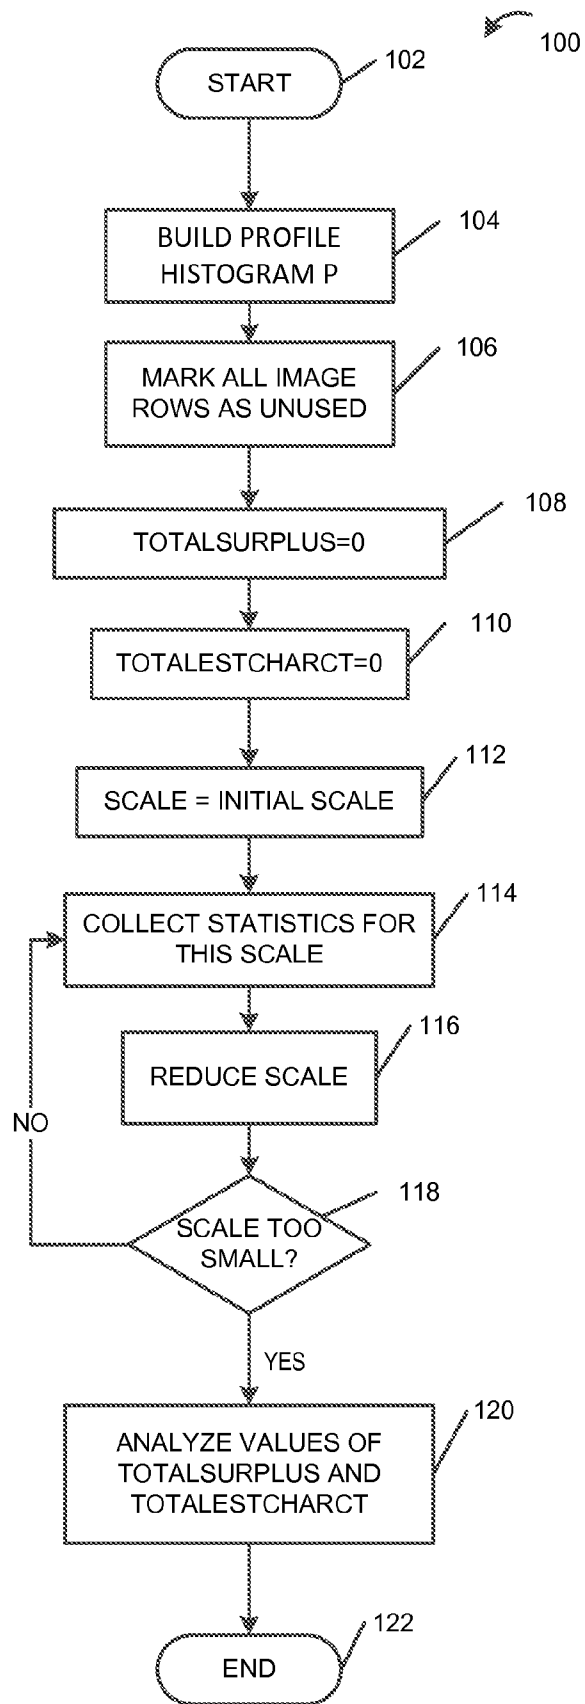 100
START
102
BUILD PROFILE
HISTOGRAM P
104
MARK ALL IMAGE
ROWS AS UNUSED
106
TOTALSURPLUS=0
108
TOTALESTCHARCT=0
110
SCALE = INITIAL SCALE
112
COLLECT STATISTICS FOR
THIS SCALE
114
REDUCE SCALE
116
NO
SCALE TOO
SMALL?
118
YES
ANALYZE VALUES OF
TOTALSURPLUS AND
TOTALESTCHARCT
120
END
122